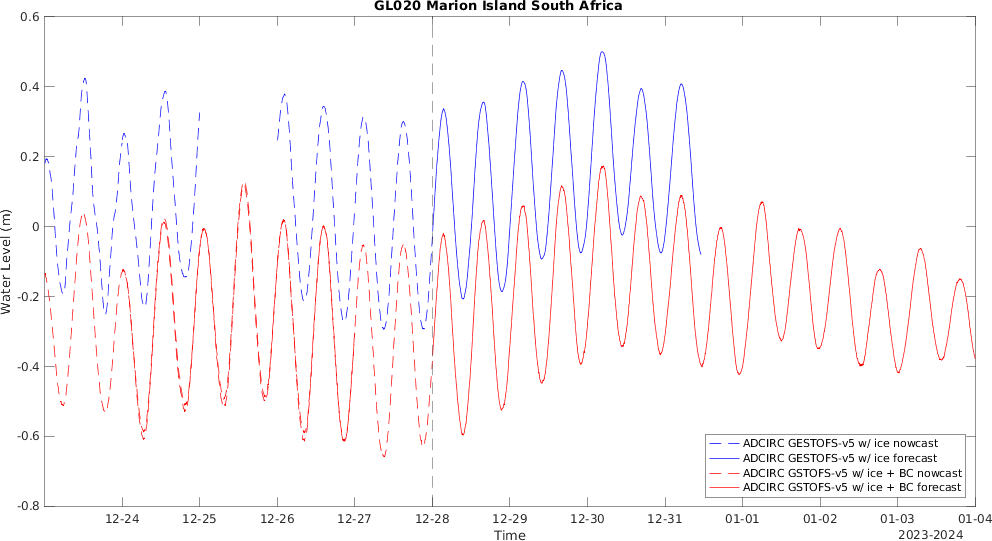 GL020 Marion Island South Africa
Water Level (m)
0.6
0.4
0.2
0
-0.2
-0.4
-0.6
-0.8
ADCIRC GESTOFS-v5 w/ ice nowcast
ADCIRC GESTOFS-v5 w/ ice forecast
ADCIRC GSTOFS-v5 w/ ice + BC nowcast
ADCIRC GSTOFS-v5 w/ ice + BC forecast
12-24 12-25 12-26 12-27 12-28 12-29 12-30 12-31 01-01 01-02 01-03 01-04
Time
2023-2024